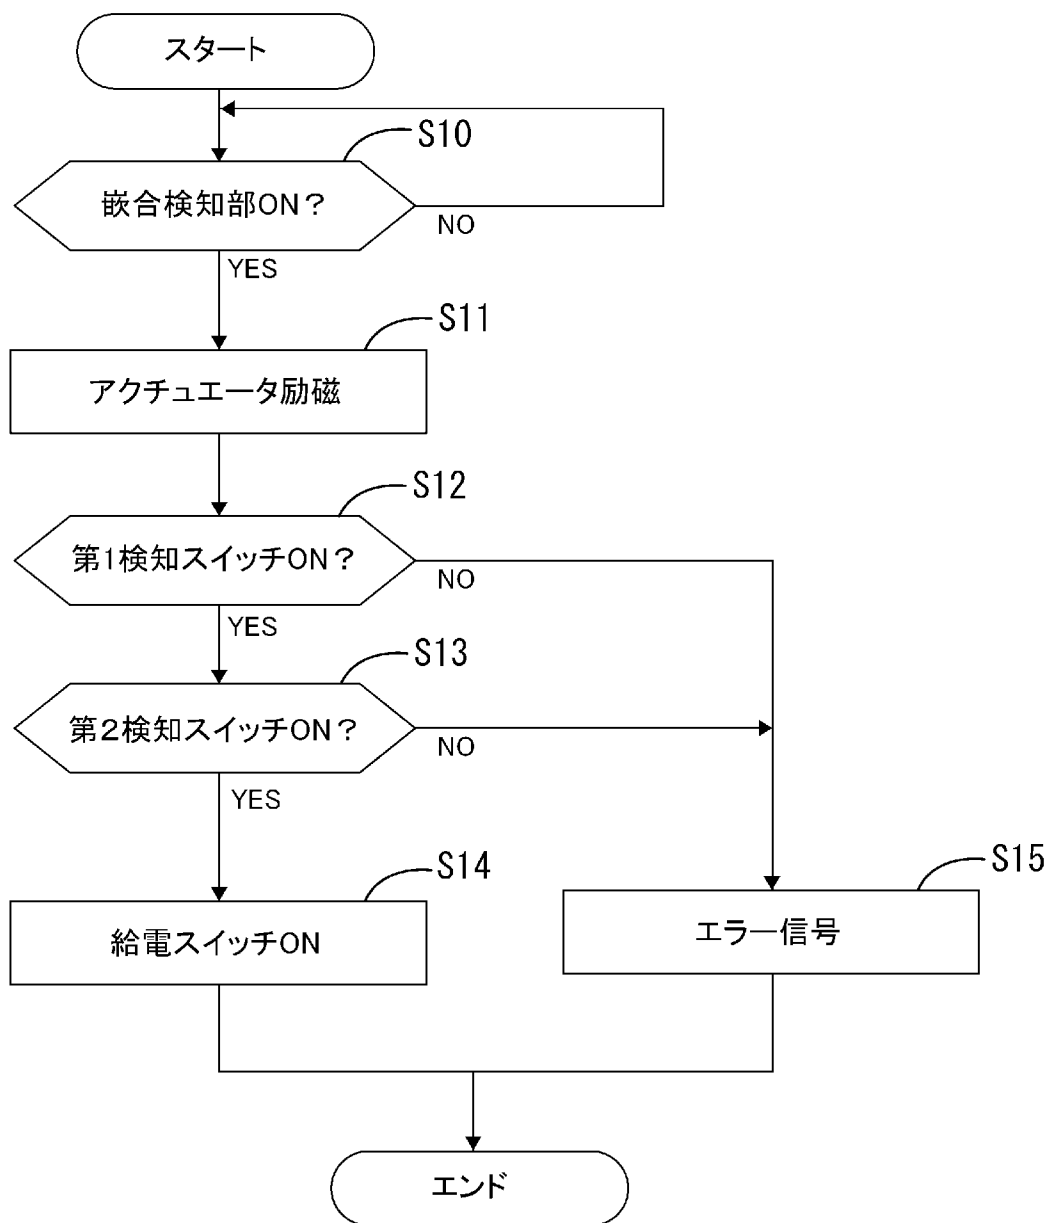 スタート
S10
嵌合検知部ON？
NO
YES
S11
アクチュエータ励磁
S12
第1検知スイッチON？
NO
YES
S13
第2検知スイッチON？
NO
YES
S14
給電スイッチON
S15
エラー信号
エンド